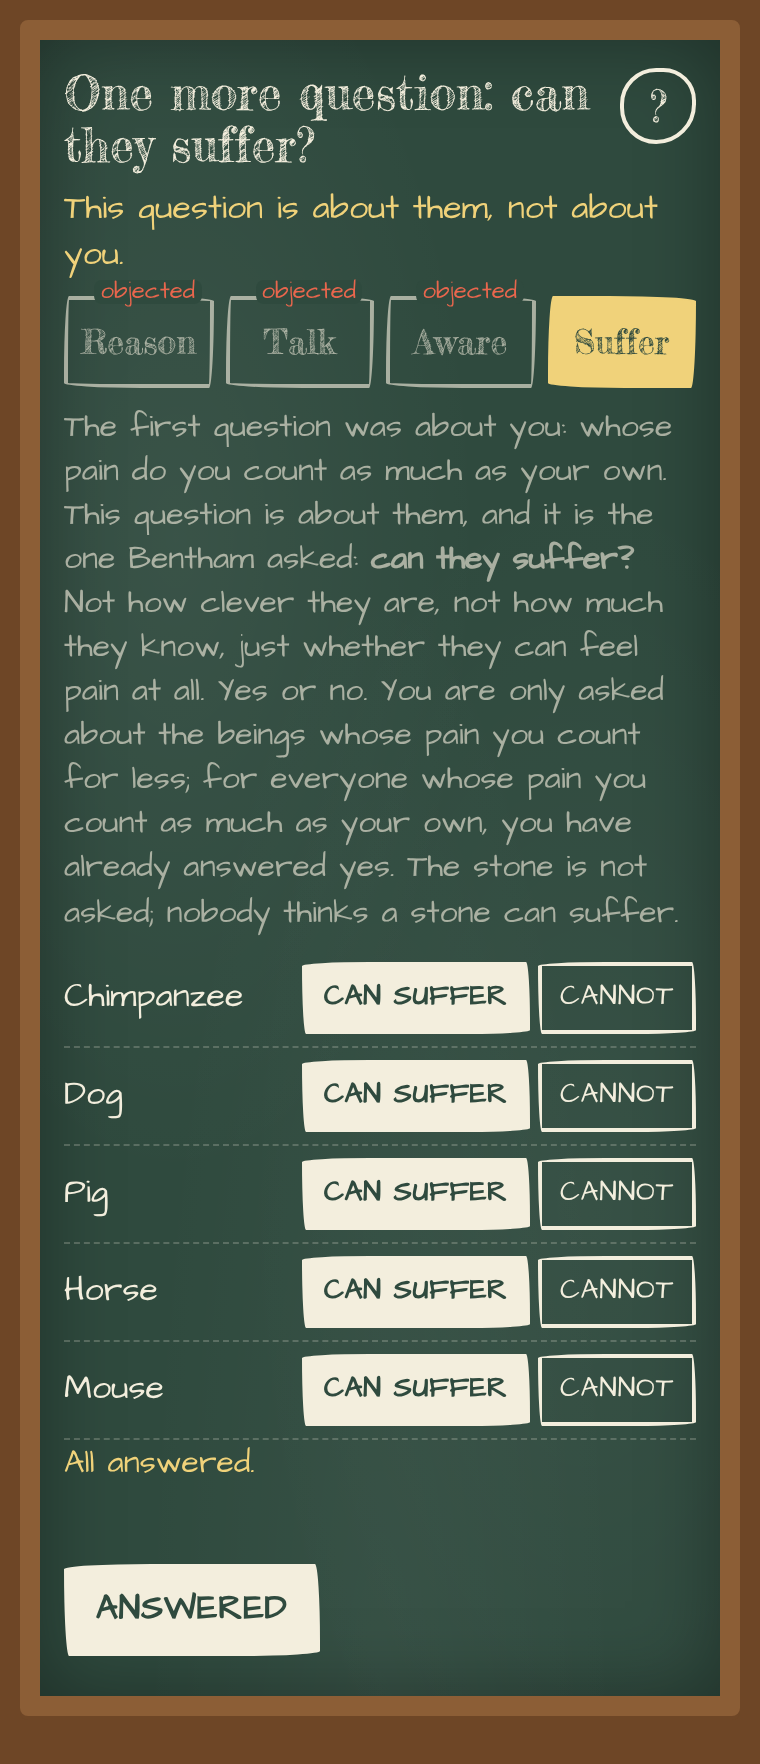 One more question: can
they suffer?
?
This question is about them, not about
you.
objected objected objected
Reason Talk Aware Suffer
The first question was about you: whose
pain do you count as much as your own.
This question is about them, and it is the
one Bentham asked: can they suffer?
Not how clever they are, not how much
they know, just whether they can feel
pain at all. Yes or no. You are only asked
about the beings whose pain you count
for less; for everyone whose pain you
count as much as your own, you have
already answered yes. The stone is not
asked; nobody thinks a stone can suffer.
Chimpanzee CAN SUFFER CANNOT
Dog CAN SUFFER CANNOT
Pig CAN SUFFER CANNOT
Horse CAN SUFFER CANNOT
Mouse CAN SUFFER CANNOT
All answered.
ANSWERED